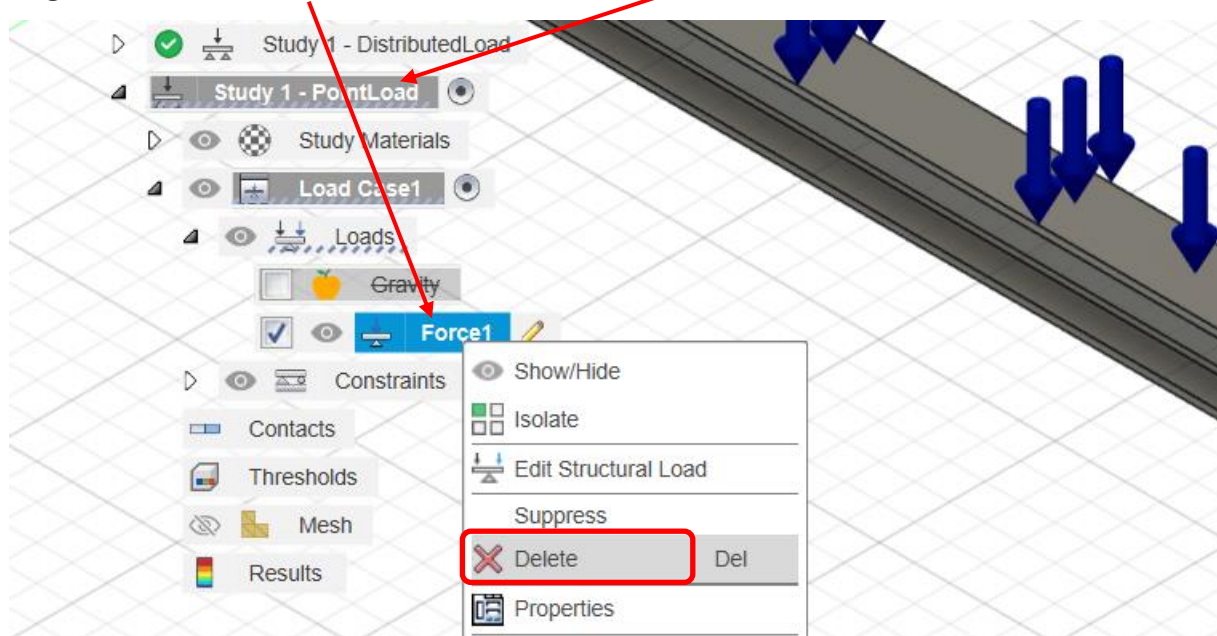 Study 1 - DistributedLoad
Study 1 - PointLoad
Study Materials
Load Case1
Loads
Gravity
Force1
Show/Hide
Constraints
Isolate
Contacts
Edit Structural Load
Thresholds
Suppress
Mesh
Delete Del
Results
Properties